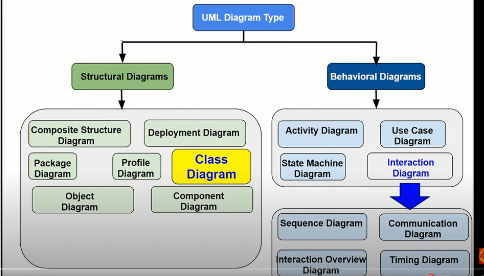 UML Diagram Type
Structural Diagrams
Behavioral Diagrams
Composite Structure
Diagram
Deployment Diagram
Package
Diagram
Profile
Diagram
Class
Diagram
Object
Diagram
Component
Diagram
Activity Diagram
Use Case
Diagram
State Machine
Diagram
Interaction
Diagram
Sequence Diagram
Communication
Diagram
Interaction Overview
Diagram
Timing Diagram